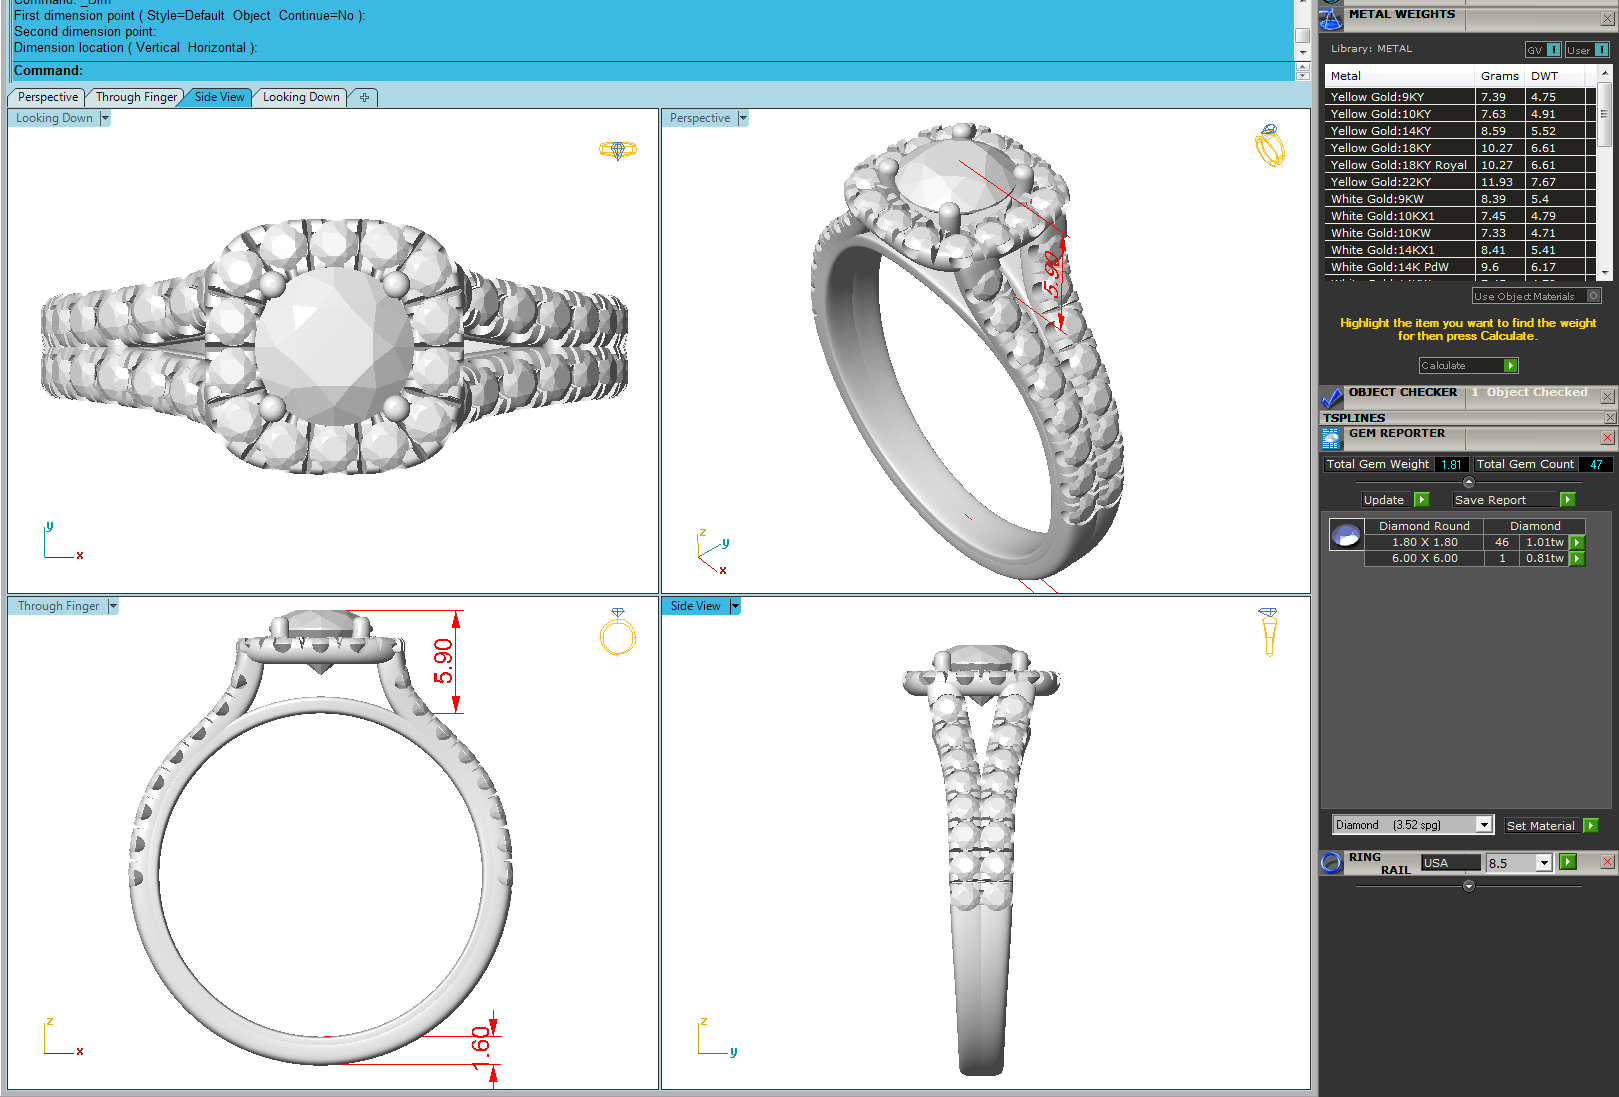 Command: _Dim
First dimension point ( Style=Default  Object  Continue=No ):
Second dimension point:
Dimension location ( Vertical  Horizontal ):
Command:
Perspective
Through Finger
Side View
Looking Down
Looking Down
Perspective
5.90
z
y
x
y
x
Through Finger
5.90
1.60
z
x
Side View
z
y
METAL WEIGHTS
Library: METAL
GV I
User I
Metal Grams DWT
Yellow Gold:9KY 7.39 4.75
Yellow Gold:10KY 7.63 4.91
Yellow Gold:14KY 8.59 5.52
Yellow Gold:18KY 10.27 6.61
Yellow Gold:18KY Royal 10.27 6.61
Yellow Gold:22KY 11.93 7.67
White Gold:9KW 8.39 5.4
White Gold:10KX1 7.45 4.79
White Gold:10KW 7.33 4.71
White Gold:14KX1 8.41 5.41
White Gold:14K PdW 9.6 6.17
Use Object Materials
Highlight the item you want to find the weight
for then press Calculate.
Calculate
OBJECT CHECKER 1 Object Checked
TSPLINES
GEM REPORTER
Total Gem Weight 1.81 Total Gem Count 47
Update Save Report
Diamond Round Diamond
1.80 X 1.80 46 1.01tw
6.00 X 6.00 1 0.81tw
Diamond (3.52 spg) Set Material
RING
RAIL USA 8.5